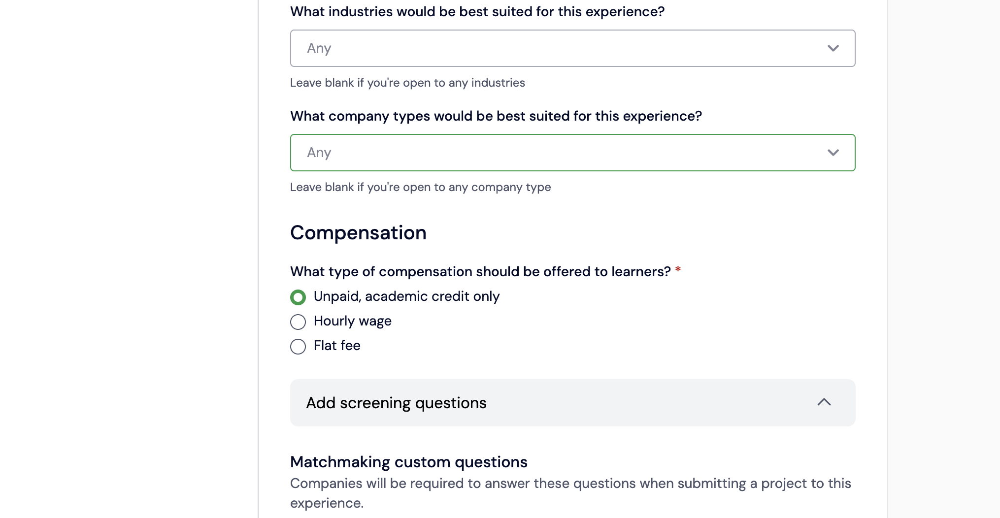 What industries would be best suited for this experience?
Any
Leave blank if you're open to any industries
What company types would be best suited for this experience?
Any
Leave blank if you're open to any company type
Compensation
What type of compensation should be offered to learners? *
Unpaid, academic credit only
Hourly wage
Flat fee
Add screening questions
Matchmaking custom questions
Companies will be required to answer these questions when submitting a project to this
experience.